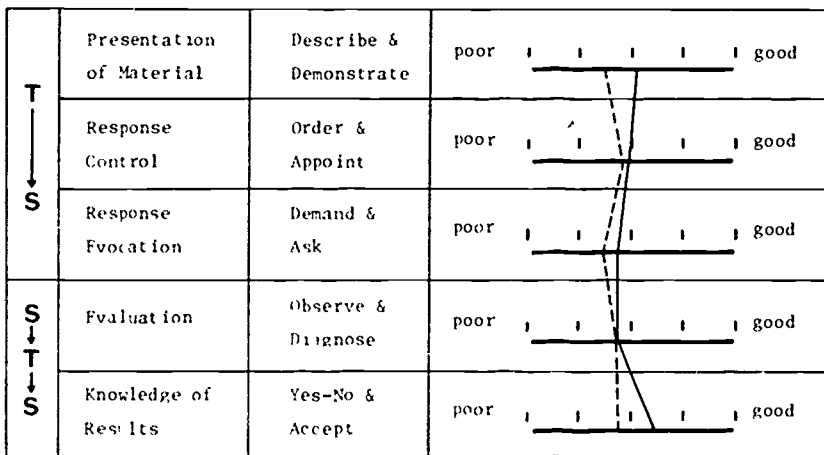 T
S
Presentation Describe &
of Material Demonstrate
poor good
Response Order &
Control Appoint
poor good
Response Demand &
Evocation Ask
poor good
S
T
S
Evaluation Observe &
Diagnose
poor good
Knowledge of Yes-No &
Results Accept
poor good